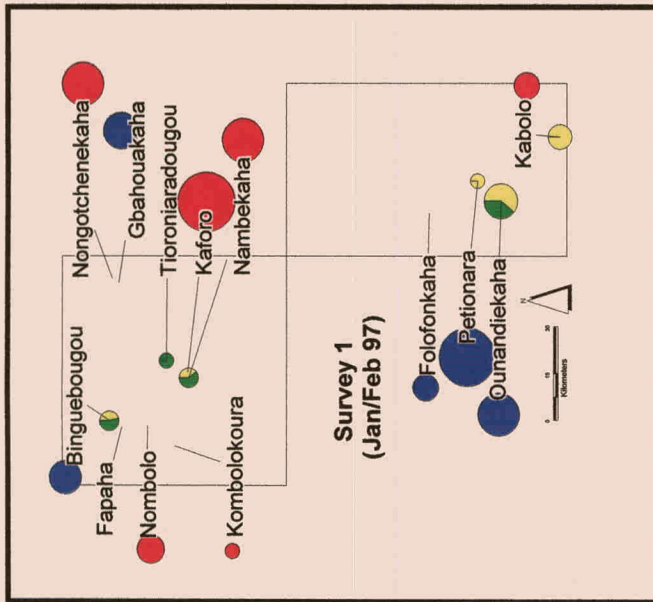 Nongotchenekaha
Gbahouakaha
Tioroniaradougou
Kaforo
Nambekaha
Binguebougou
Fapaha
Nombolo
Kombolokoura
Survey 1
(Jan/Feb 97)
Folofonkaha
Petionara
Ounandiekaha
Kabolo
N
0 15 30
Kilometers